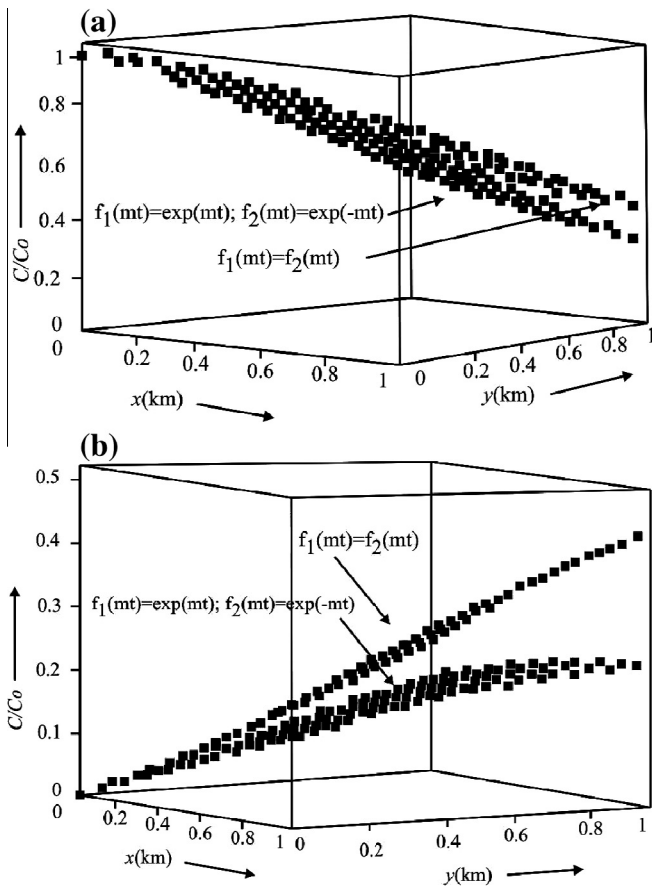 (a)
1
0.8
0.6
0.4
0.2
0
C/Co
f1(mt)=exp(mt); f2(mt)=exp(-mt)
f1(mt)=f2(mt)
0 0.2 0.4 0.6 0.8 1
x(km)
0 0.2 0.4 0.6 0.8 1
y(km)
(b)
0.5
0.4
0.3
0.2
0.1
0
C/Co
f1(mt)=f2(mt)
f1(mt)=exp(mt); f2(mt)=exp(-mt)
0 0.2 0.4 0.6 0.8 1
x(km)
0 0.2 0.4 0.6 0.8 1
y(km)